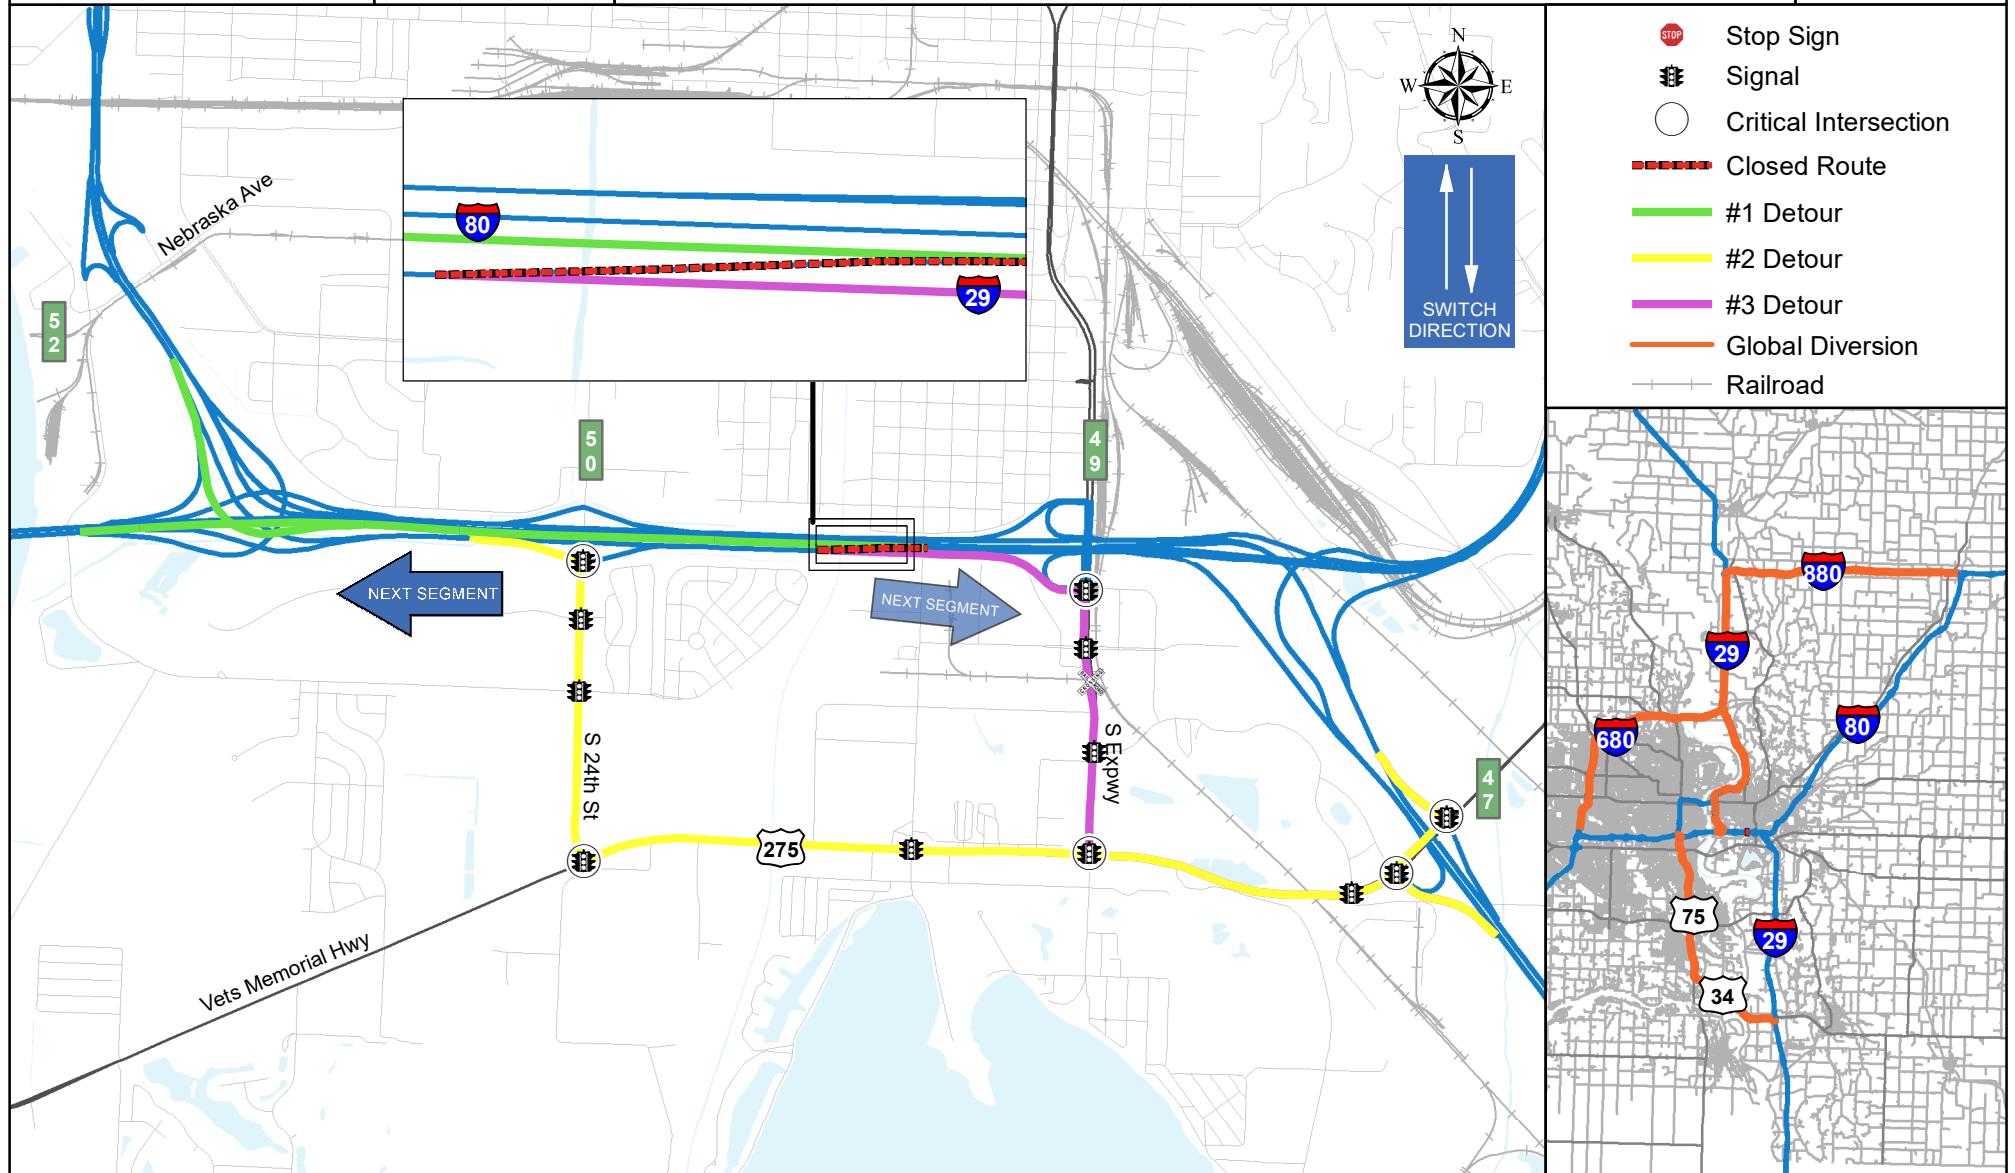 N
W E
S
SWITCH
DIRECTION
Nebraska Ave
80
29
5
2
5
0
4
9
NEXT SEGMENT
NEXT SEGMENT
S 24th St
S Expwy
275
4
7
Vets Memorial Hwy
STOP Stop Sign
Signal
Critical Intersection
Closed Route
#1 Detour
#2 Detour
#3 Detour
Global Diversion
Railroad
880
29
680
80
75
29
34